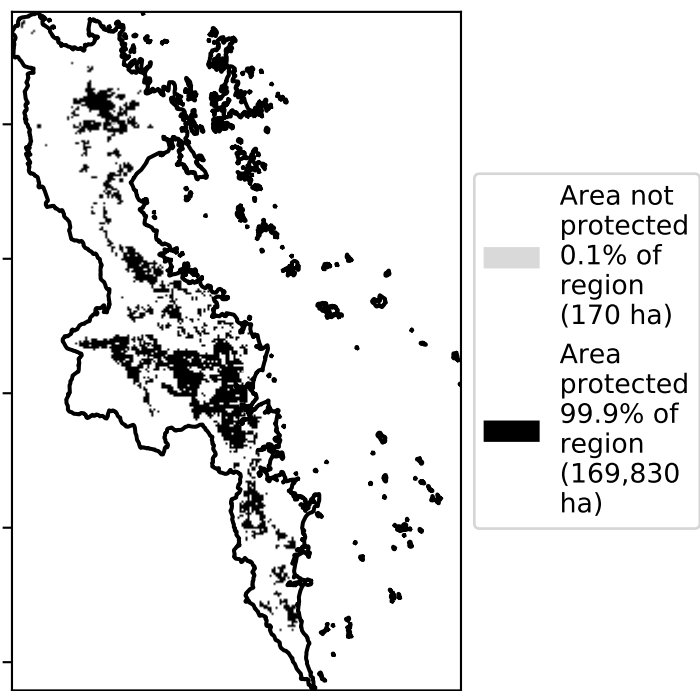 Area not
protected
0.1% of
region
(170 ha)
Area
protected
99.9% of
region
(169,830
ha)